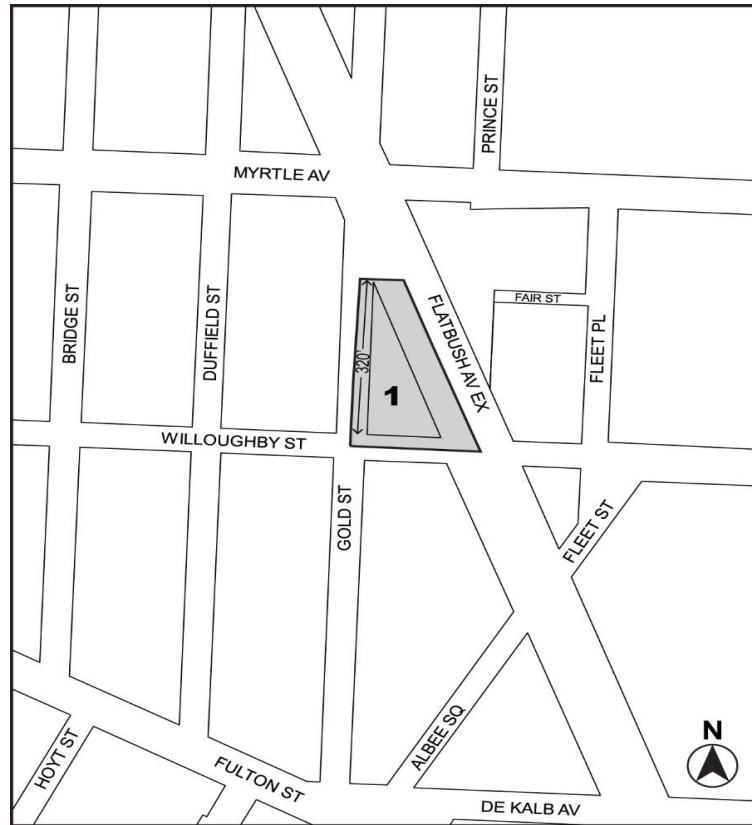 PRINCE ST
MYRTLE AV
BRIDGE ST
DUFFIELD ST
320'
1
FLATBUSH AV EX
FAIR ST
FLEET PL
WILLOUGHBY ST
GOLD ST
FLEET ST
ALBEE SQ
HOYT ST
FULTON ST
DE KALB AV
N